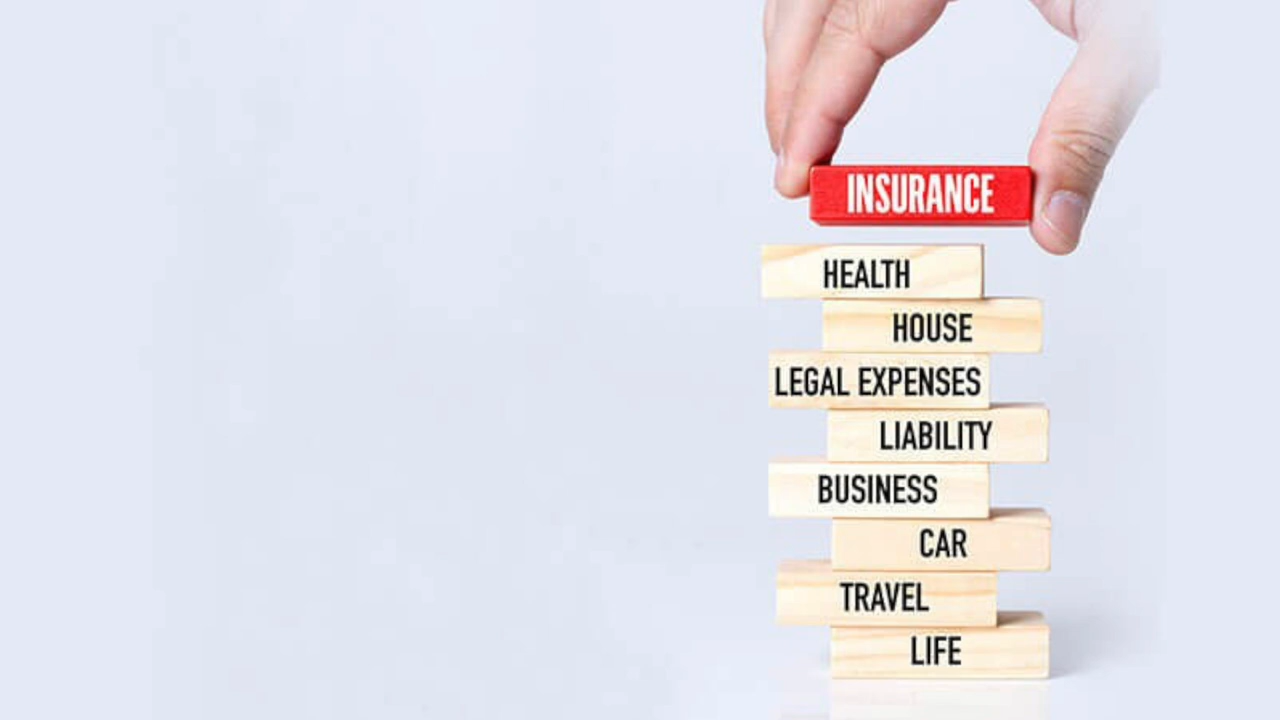 INSURANCE
HEALTH
HOUSE
LEGAL EXPENSES
LIABILITY
BUSINESS
CAR
TRAVEL
LIFE